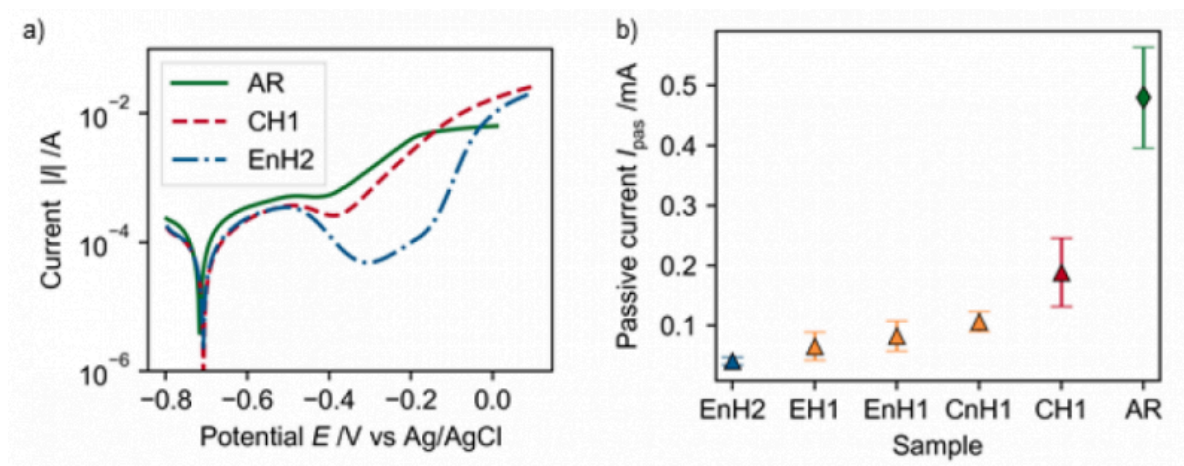 a)
AR
CH1
EnH2
10⁻²
10⁻⁴
10⁻⁶
Current |I| /A
−0.8 −0.6 −0.4 −0.2 0.0
Potential E /V vs Ag/AgCl
b)
0.5
0.4
0.3
0.2
0.1
Passive current Ipas /mA
EnH2 EH1 EnH1 CnH1 CH1 AR
Sample